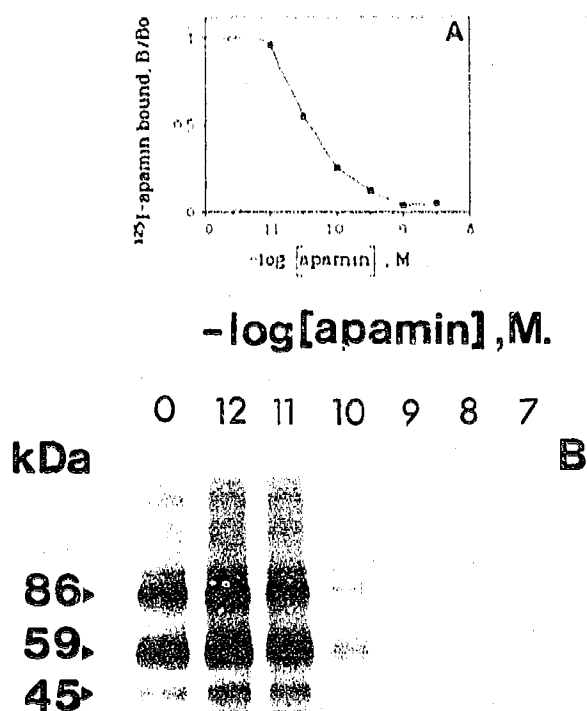 A
¹²⁵I-apamin bound, B/Bo
1
0.5
0
0 11 10 9 8
-log [apamin] , M
-log[apamin] ,M.
0 12 11 10 9 8 7
kDa
B
86
59
45